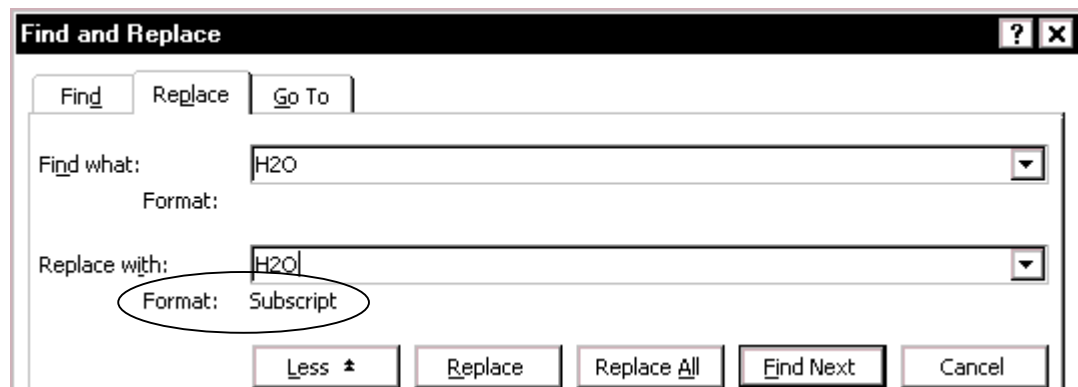 Find and Replace ? X
Find Replace Go To
Find what: H2O
Format:
Replace with: H2O
Format: Subscript
Less Replace Replace All Find Next Cancel